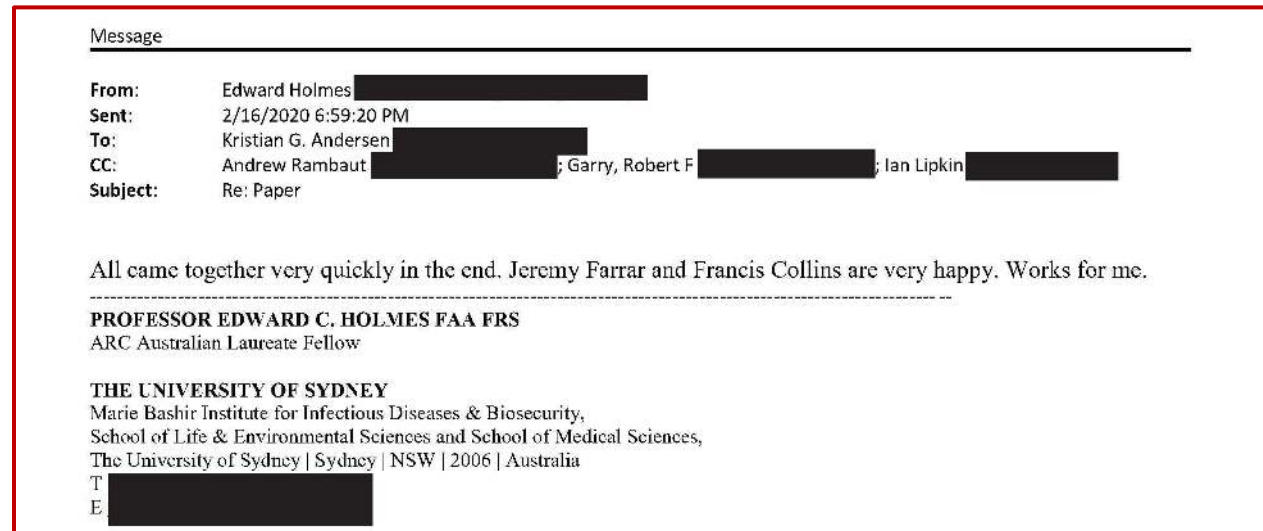 Message
From: Edward Holmes
Sent: 2/16/2020 6:59:20 PM
To: Kristian G. Andersen
CC: Andrew Rambaut ; Garry, Robert F ; Ian Lipkin
Subject: Re: Paper
All came together very quickly in the end. Jeremy Farrar and Francis Collins are very happy. Works for me.
PROFESSOR EDWARD C. HOLMES FAA FRS
ARC Australian Laureate Fellow
THE UNIVERSITY OF SYDNEY
Marie Bashir Institute for Infectious Diseases & Biosecurity,
School of Life & Environmental Sciences and School of Medical Sciences,
The University of Sydney | Sydney | NSW | 2006 | Australia
T
E